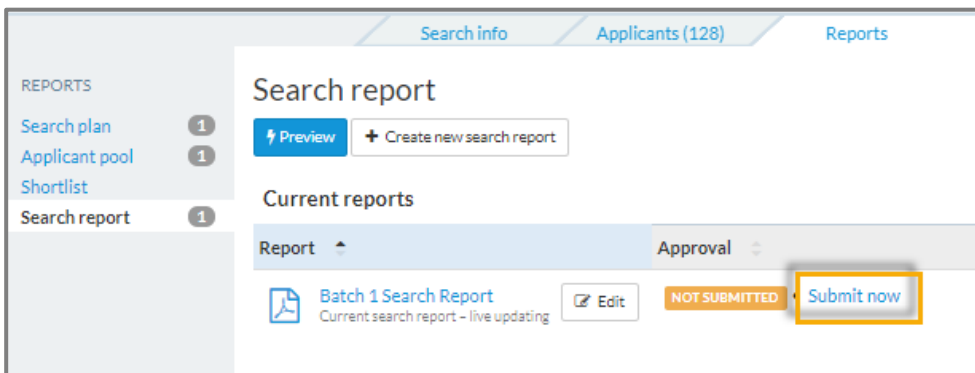 Search info Applicants (128) Reports
REPORTS
Search plan 1
Applicant pool 1
Shortlist
Search report 1
Search report
Preview + Create new search report
Current reports
Report Approval
Batch 1 Search Report Edit NOT SUBMITTED • Submit now
Current search report – live updating